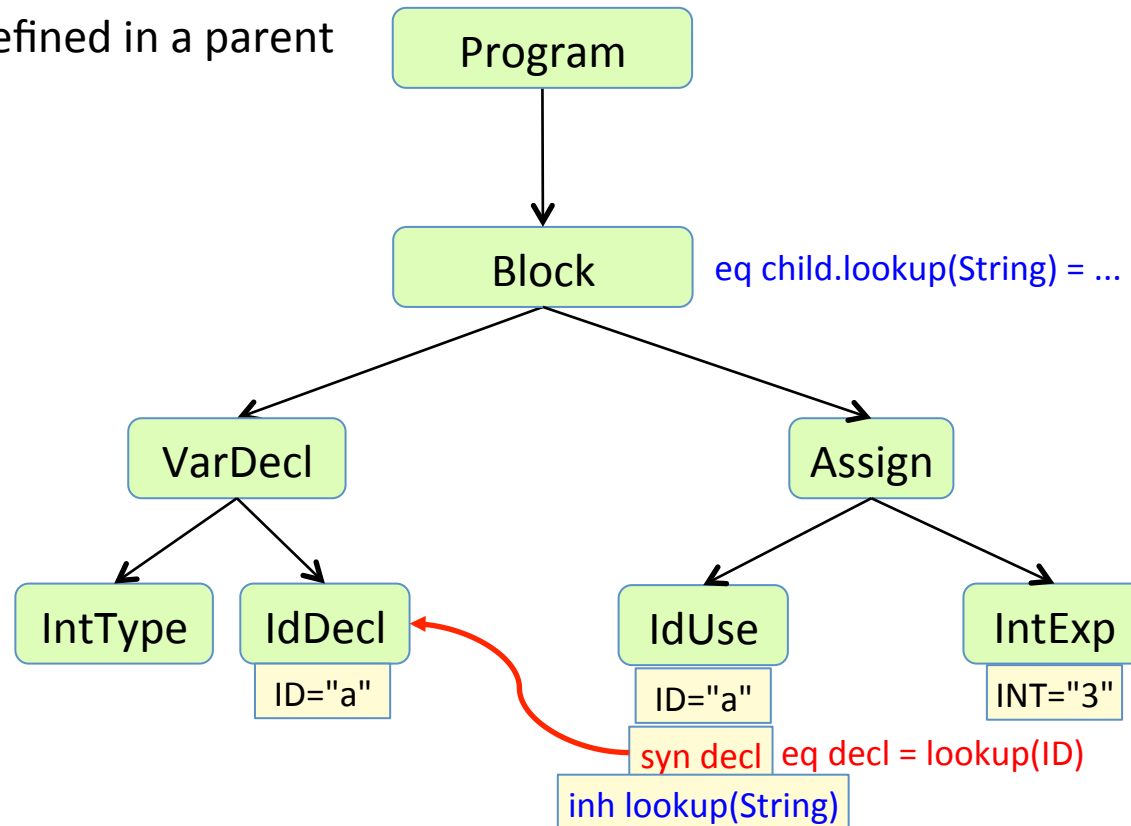 defined in a parent
Program
Block
eq child.lookup(String) = ...
VarDecl
Assign
IntType
IdDecl
IdUse
IntExp
ID="a"
ID="a"
INT="3"
syn decl
eq decl = lookup(ID)
inh lookup(String)